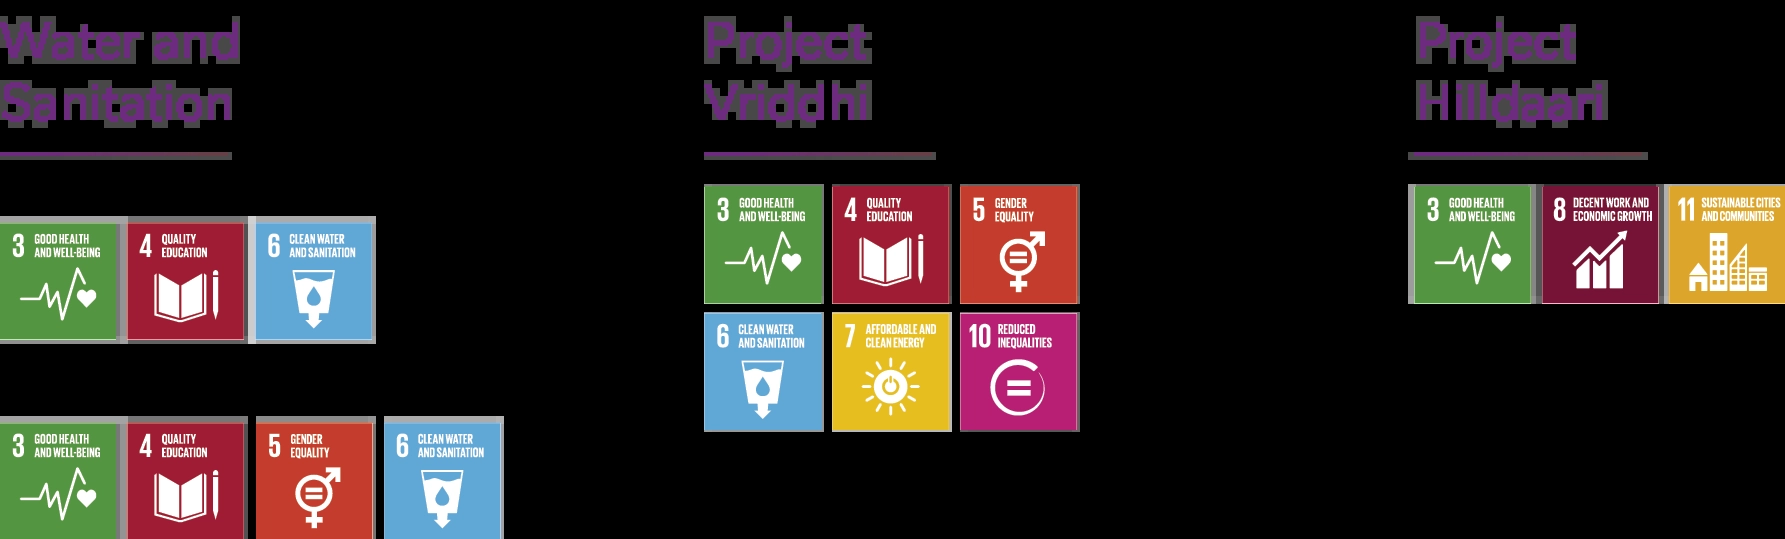 Water and
Sanitation
3 GOOD HEALTH
AND WELL-BEING
4 QUALITY
EDUCATION
6 CLEAN WATER
AND SANITATION
3 GOOD HEALTH
AND WELL-BEING
4 QUALITY
EDUCATION
5 GENDER
EQUALITY
6 CLEAN WATER
AND SANITATION
Project
Vriddhi
3 GOOD HEALTH
AND WELL-BEING
4 QUALITY
EDUCATION
5 GENDER
EQUALITY
6 CLEAN WATER
AND SANITATION
7 AFFORDABLE AND
CLEAN ENERGY
10 REDUCED
INEQUALITIES
Project
Hilldaari
3 GOOD HEALTH
AND WELL-BEING
8 DECENT WORK AND
ECONOMIC GROWTH
11 SUSTAINABLE CITIES
AND COMMUNITIES